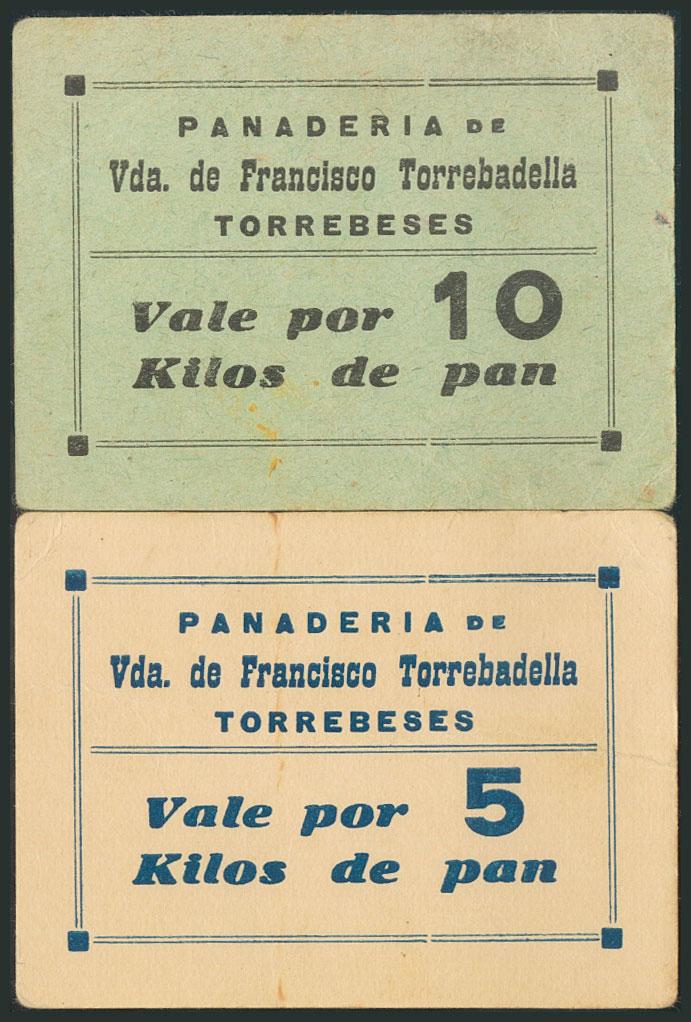 PANADERIA DE
Vda. de Francisco Torrebadella
TORREBESES
Vale por 10
Kilos de pan
PANADERIA DE
Vda. de Francisco Torrebadella
TORREBESES
Vale por 5
Kilos de pan